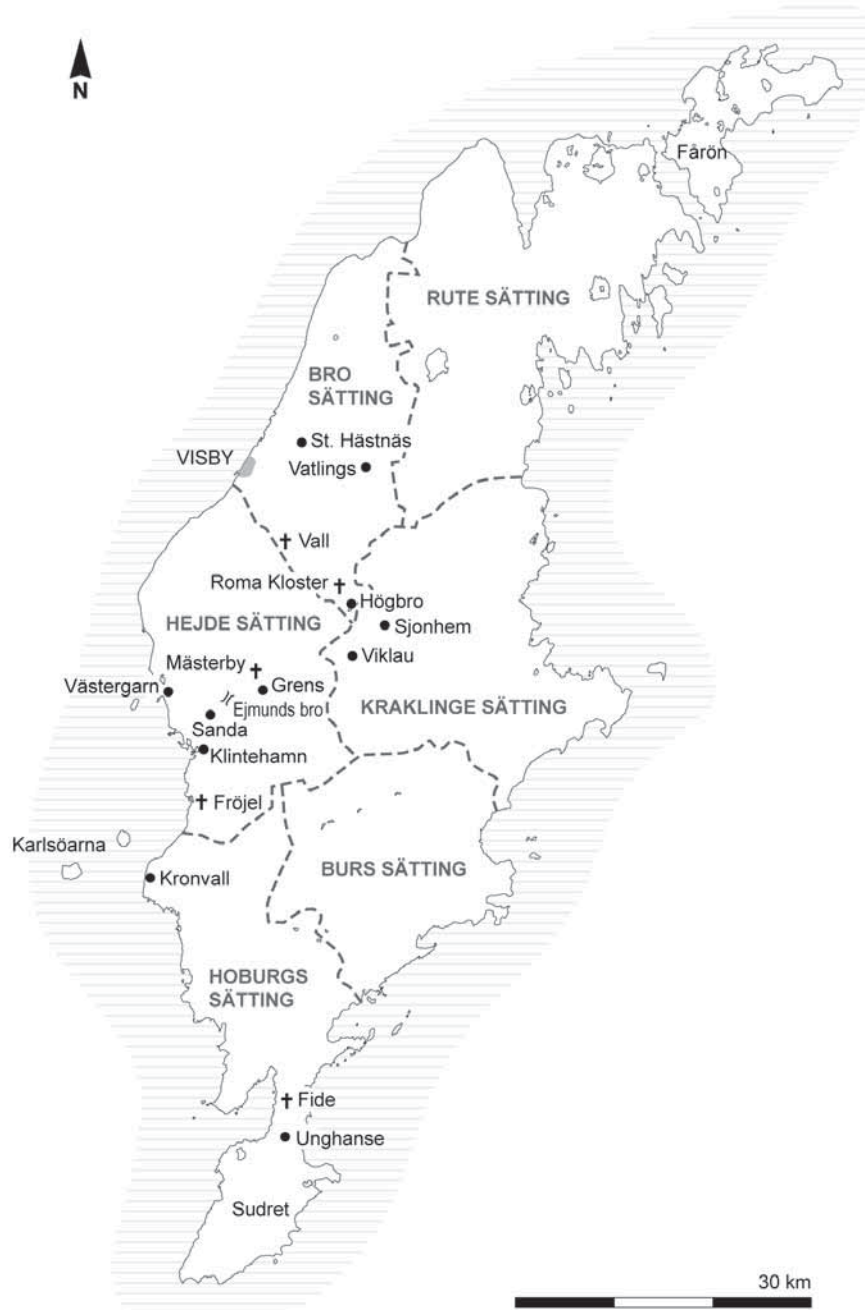 N
Fårön
RUTE SÄTTING
BRO
SÄTTING
St. Hästnäs
VISBY
Vatlings
Vall
Roma Kloster
Högbro
HEJDE SÄTTING
Sjonhem
Mästerby
Viklau
Västergarn
Grens
KRAKLINGE SÄTTING
Ejmunds bro
Sanda
Klintehamn
Fröjel
Karlsöarna
BURS SÄTTING
Kronvall
HOBURGS
SÄTTING
Fide
Unghanse
Sudret
30 km